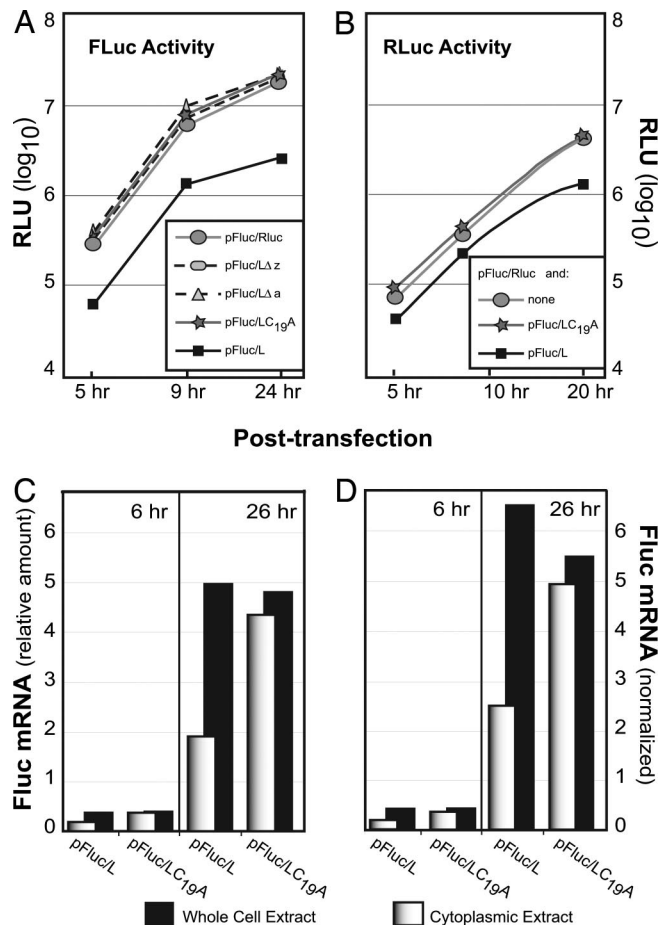 A
B
8
FLuc Activity
7
6
5
4
RLU (log10)
pFluc/Rluc
pFluc/LΔ z
pFluc/LΔ a
pFluc/LC19A
pFluc/L
5 hr
9 hr
24 hr
RLuc Activity
8
7
6
5
4
RLU (log10)
pFluc/Rluc and:
none
pFluc/LC19A
pFluc/L
5 hr
10 hr
20 hr
Post-transfection
C
D
6 hr
26 hr
6
5
4
3
2
1
0
Fluc mRNA (relative amount)
pFluc/L
pFluc/LC19A
pFluc/L
pFluc/LC19A
6 hr
26 hr
6
5
4
3
2
1
0
Fluc mRNA (normalized)
pFluc/L
pFluc/LC19A
pFluc/L
pFluc/LC19A
Whole Cell Extract
Cytoplasmic Extract